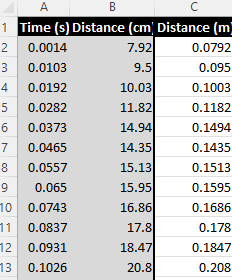 A B C
1 Time (s) Distance (cm) Distance (m)
2 0.0014 7.92 0.0792
3 0.0103 9.5 0.095
4 0.0192 10.03 0.1003
5 0.0282 11.82 0.1182
6 0.0373 14.94 0.1494
7 0.0465 14.35 0.1435
8 0.0557 15.13 0.1513
9 0.065 15.95 0.1595
10 0.0743 16.86 0.1686
11 0.0837 17.8 0.178
12 0.0931 18.47 0.1847
13 0.1026 20.8 0.208